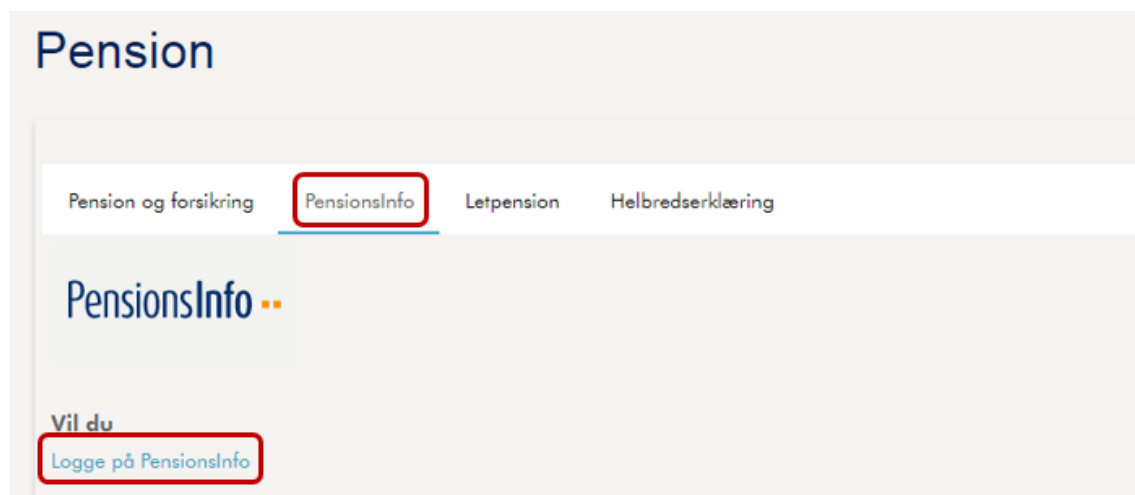 Pension
Pension og forsikring PensionsInfo Letpension Helbredserklæring
PensionsInfo
Vil du
Logge på PensionsInfo